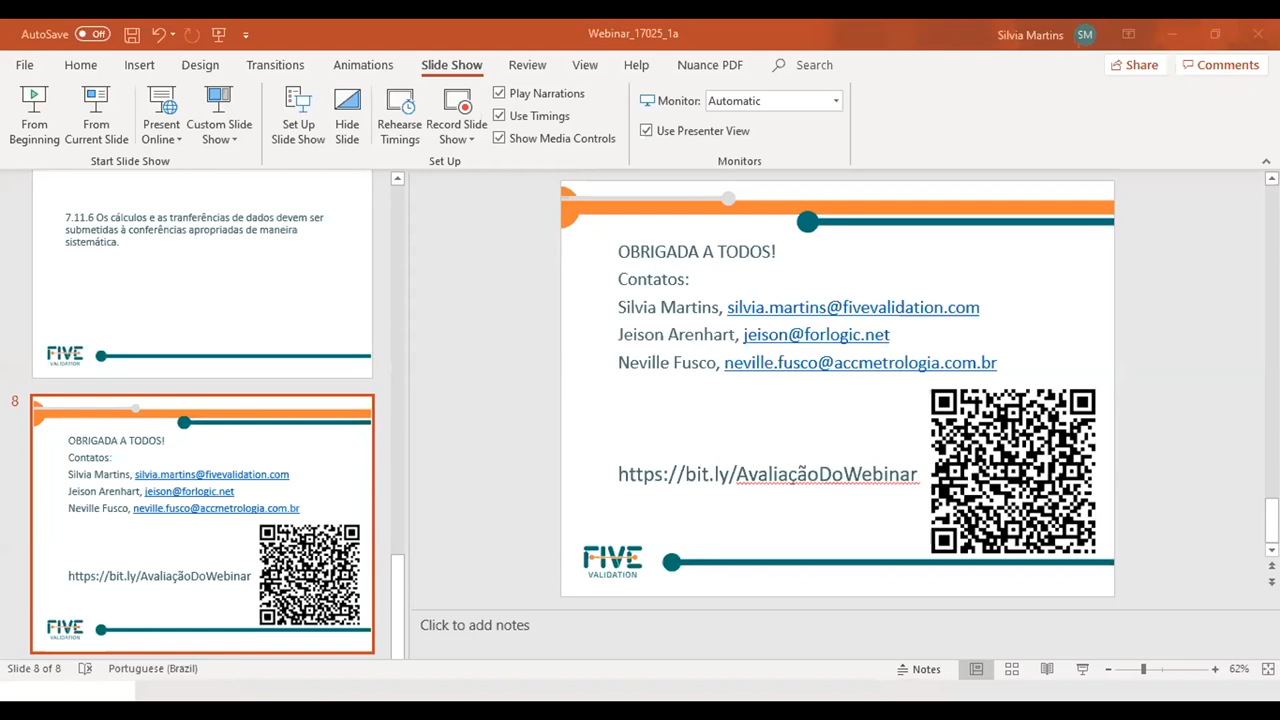 AutoSave Off
Webinar_17025_1a
Silvia Martins SM
File Home Insert Design Transitions Animations Slide Show Review View Help Nuance PDF Search
Share Comments
From Beginning
From Current Slide
Present Online
Custom Slide Show
Start Slide Show
Set Up Slide Show
Hide Slide
Rehearse Timings
Record Slide Show
Play Narrations
Use Timings
Show Media Controls
Set Up
Monitor: Automatic
Use Presenter View
Monitors
7.11.6 Os cálculos e as tranferências de dados devem ser
submetidas à conferências apropriadas de maneira
sistemática.
FIVE
VALIDATION
8
OBRIGADA A TODOS!
Contatos:
Silvia Martins, silvia.martins@fivevalidation.com
Jeison Arenhart, jeison@forlogic.net
Neville Fusco, neville.fusco@accmetrologia.com.br
https://bit.ly/AvaliaçãoDoWebinar
FIVE
VALIDATION
OBRIGADA A TODOS!
Contatos:
Silvia Martins, silvia.martins@fivevalidation.com
Jeison Arenhart, jeison@forlogic.net
Neville Fusco, neville.fusco@accmetrologia.com.br
https://bit.ly/AvaliaçãoDoWebinar
FIVE
VALIDATION
Click to add notes
Slide 8 of 8 Portuguese (Brazil)
Notes
62%